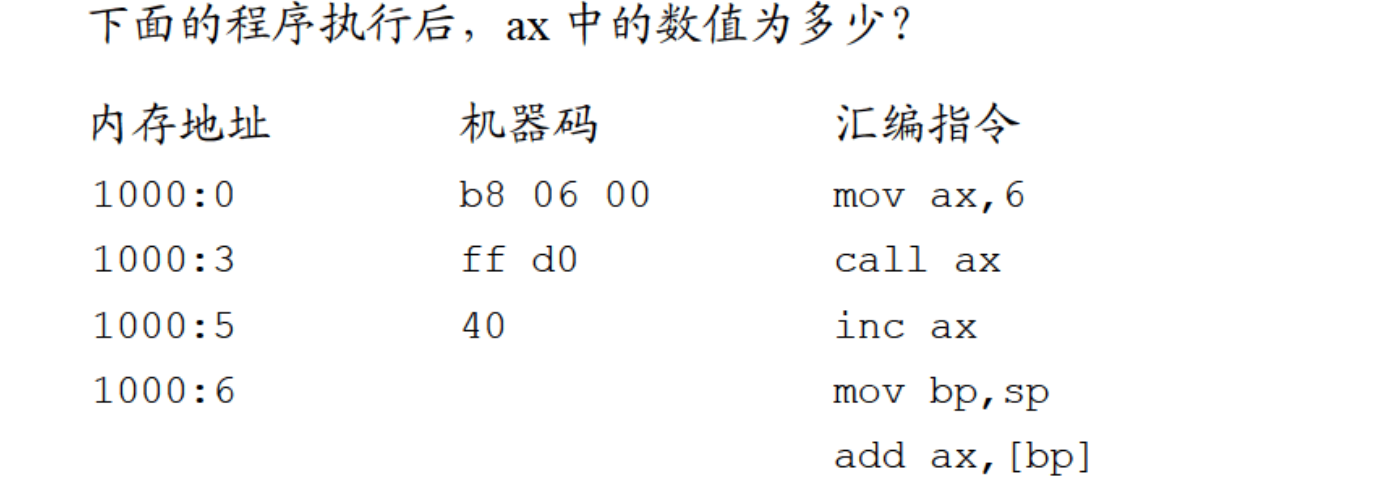 下面的程序执行后，ax 中的数值为多少？
内存地址 机器码 汇编指令
1000:0 b8 06 00 mov ax,6
1000:3 ff d0 call ax
1000:5 40 inc ax
1000:6 mov bp,sp
add ax,[bp]